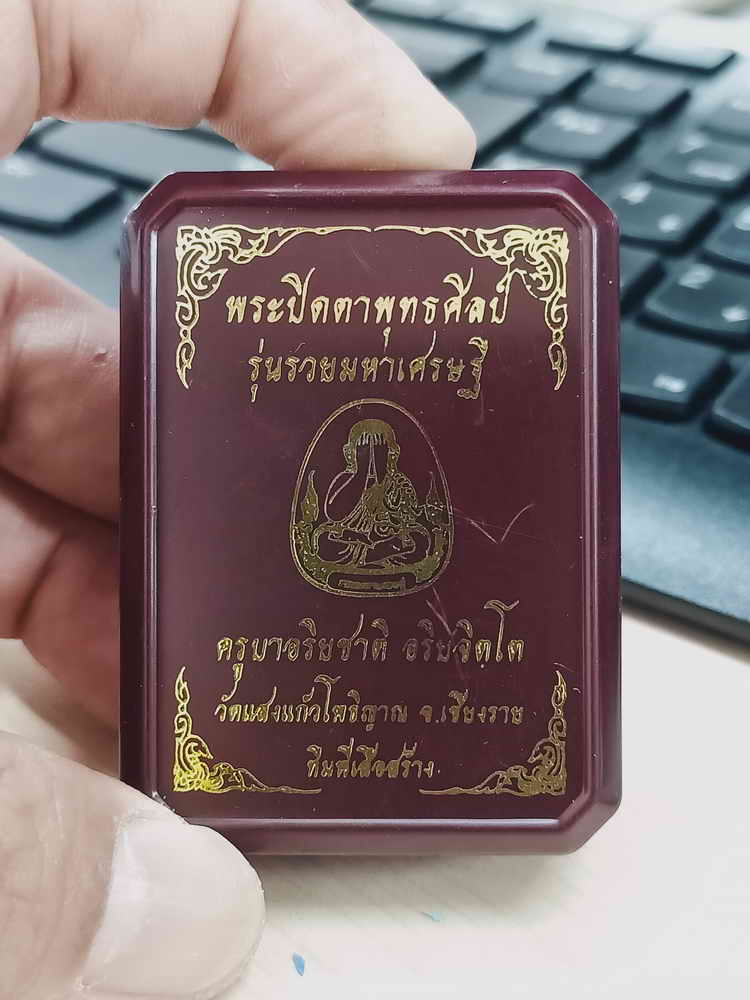 พระปิดตาพุทธศิลป์
รุ่นรวยมหาเศรษฐี
ครูบาอริยชาติ อริยจิตฺโต
วัดแสงแก้วโพธิญาณ จ.เชียงราย
ทีมพี่เสือสร้าง